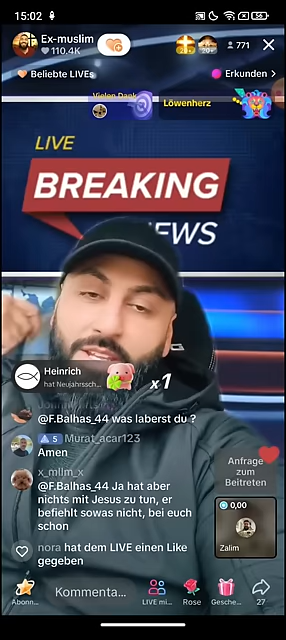 15:02
56
Ex-muslim
110.4K
20+
771
Beliebte LIVEs
Erkunden >
Vielen Dank
Löwenherz
LIVE
BREAKING
NEWS
Heinrich
hat Neujahrssch...
x1
@F.Balhas_44 was laberst du ?
5 Murat_acar123
Amen
x_mllm_x
@F.Balhas_44 Ja hat aber
nichts mit Jesus zu tun, er
befiehlt sowas nicht, bei euch
schon
nora hat dem LIVE einen Like
gegeben
Anfrage
zum
Beitreten
0,00
Zalim
Kommenta...
Abonn...
LIVE mi...
Rose
Gesche...
27